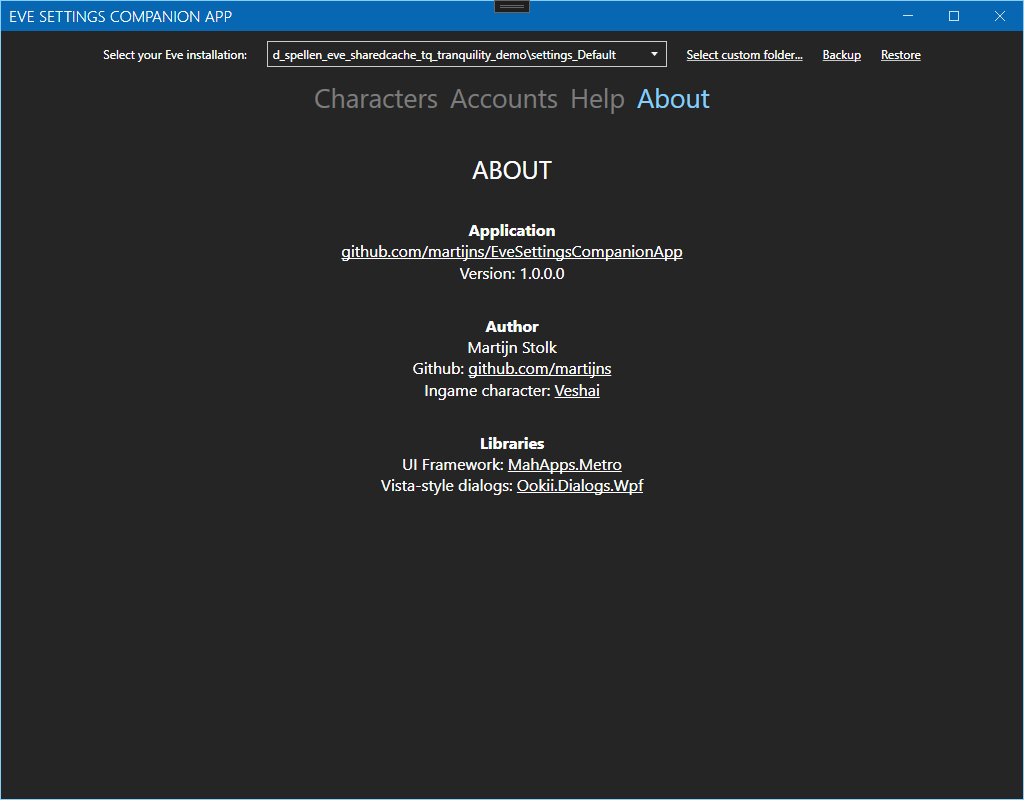 EVE SETTINGS COMPANION APP
Select your Eve installation: d_spellen_eve_sharedcache_tq_tranquility_demo\settings_Default Select custom folder... Backup Restore
Characters Accounts Help About
ABOUT
Application
github.com/martijns/EveSettingsCompanionApp
Version: 1.0.0.0
Author
Martijn Stolk
Github: github.com/martijns
Ingame character: Veshai
Libraries
UI Framework: MahApps.Metro
Vista-style dialogs: Ookii.Dialogs.Wpf